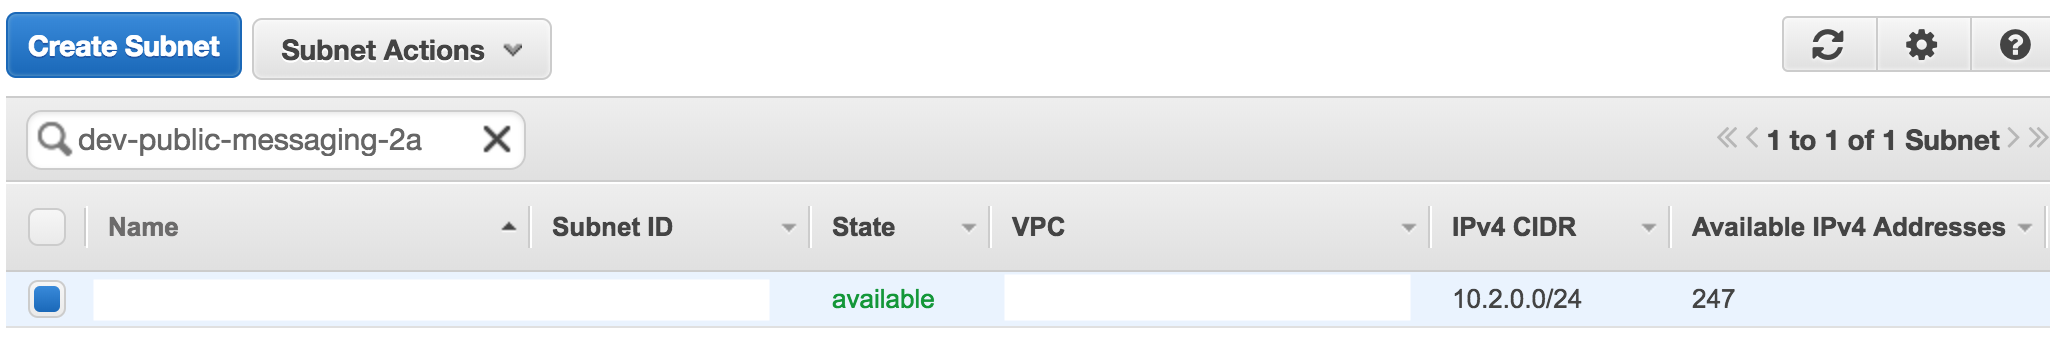 Create Subnet Subnet Actions
dev-public-messaging-2a 1 to 1 of 1 Subnet
Name Subnet ID State VPC IPv4 CIDR Available IPv4 Addresses
available 10.2.0.0/24 247